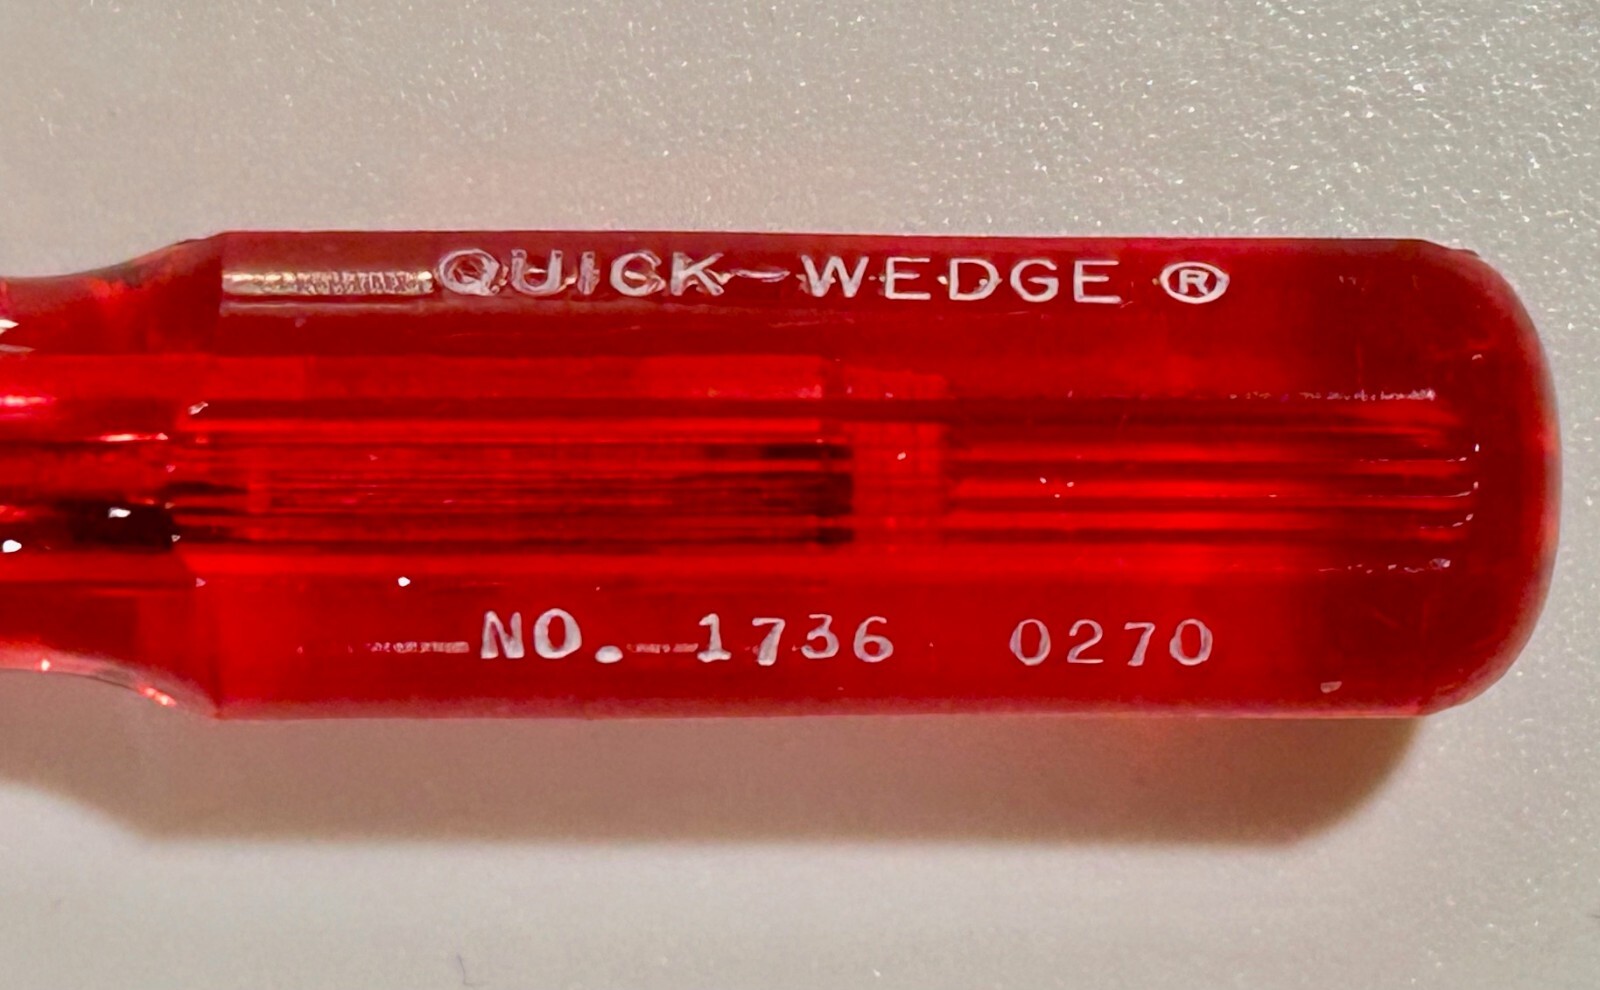 QUICK-WEDGE ®
NO. 1736 0270